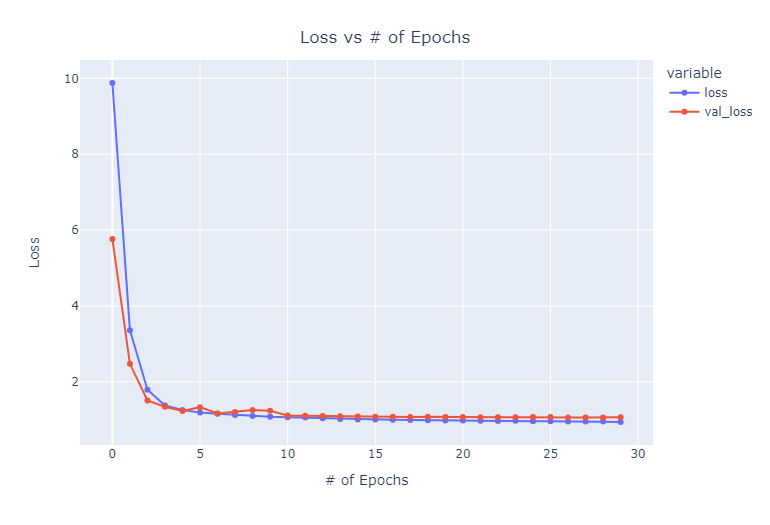 Loss vs # of Epochs
variable
loss
val_loss
10
8
6
4
2
Loss
0 5 10 15 20 25 30
# of Epochs